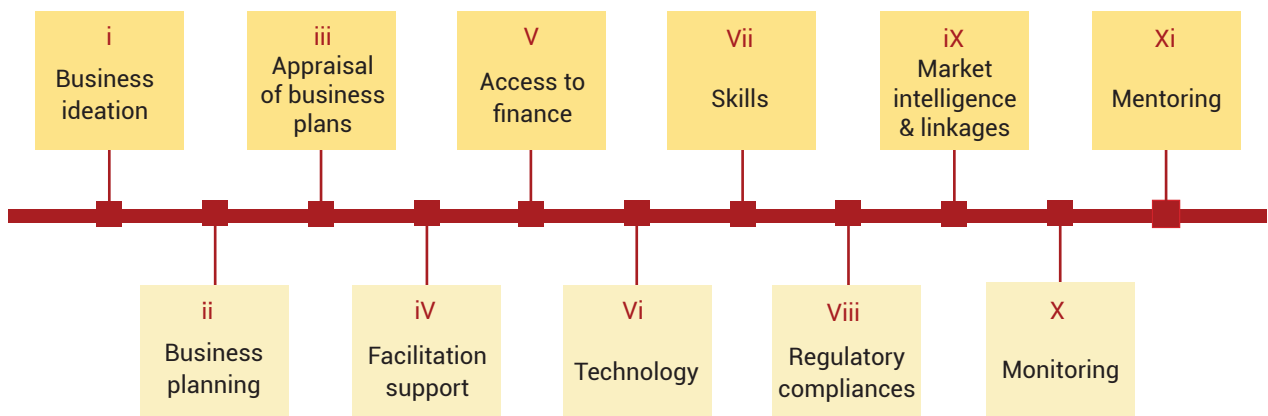 i
Business
ideation
iii
Appraisal
of business
plans
V
Access to
finance
Vii
Skills
iX
Market
intelligence
& linkages
Xi
Mentoring
ii
Business
planning
iV
Facilitation
support
Vi
Technology
Viii
Regulatory
compliances
X
Monitoring